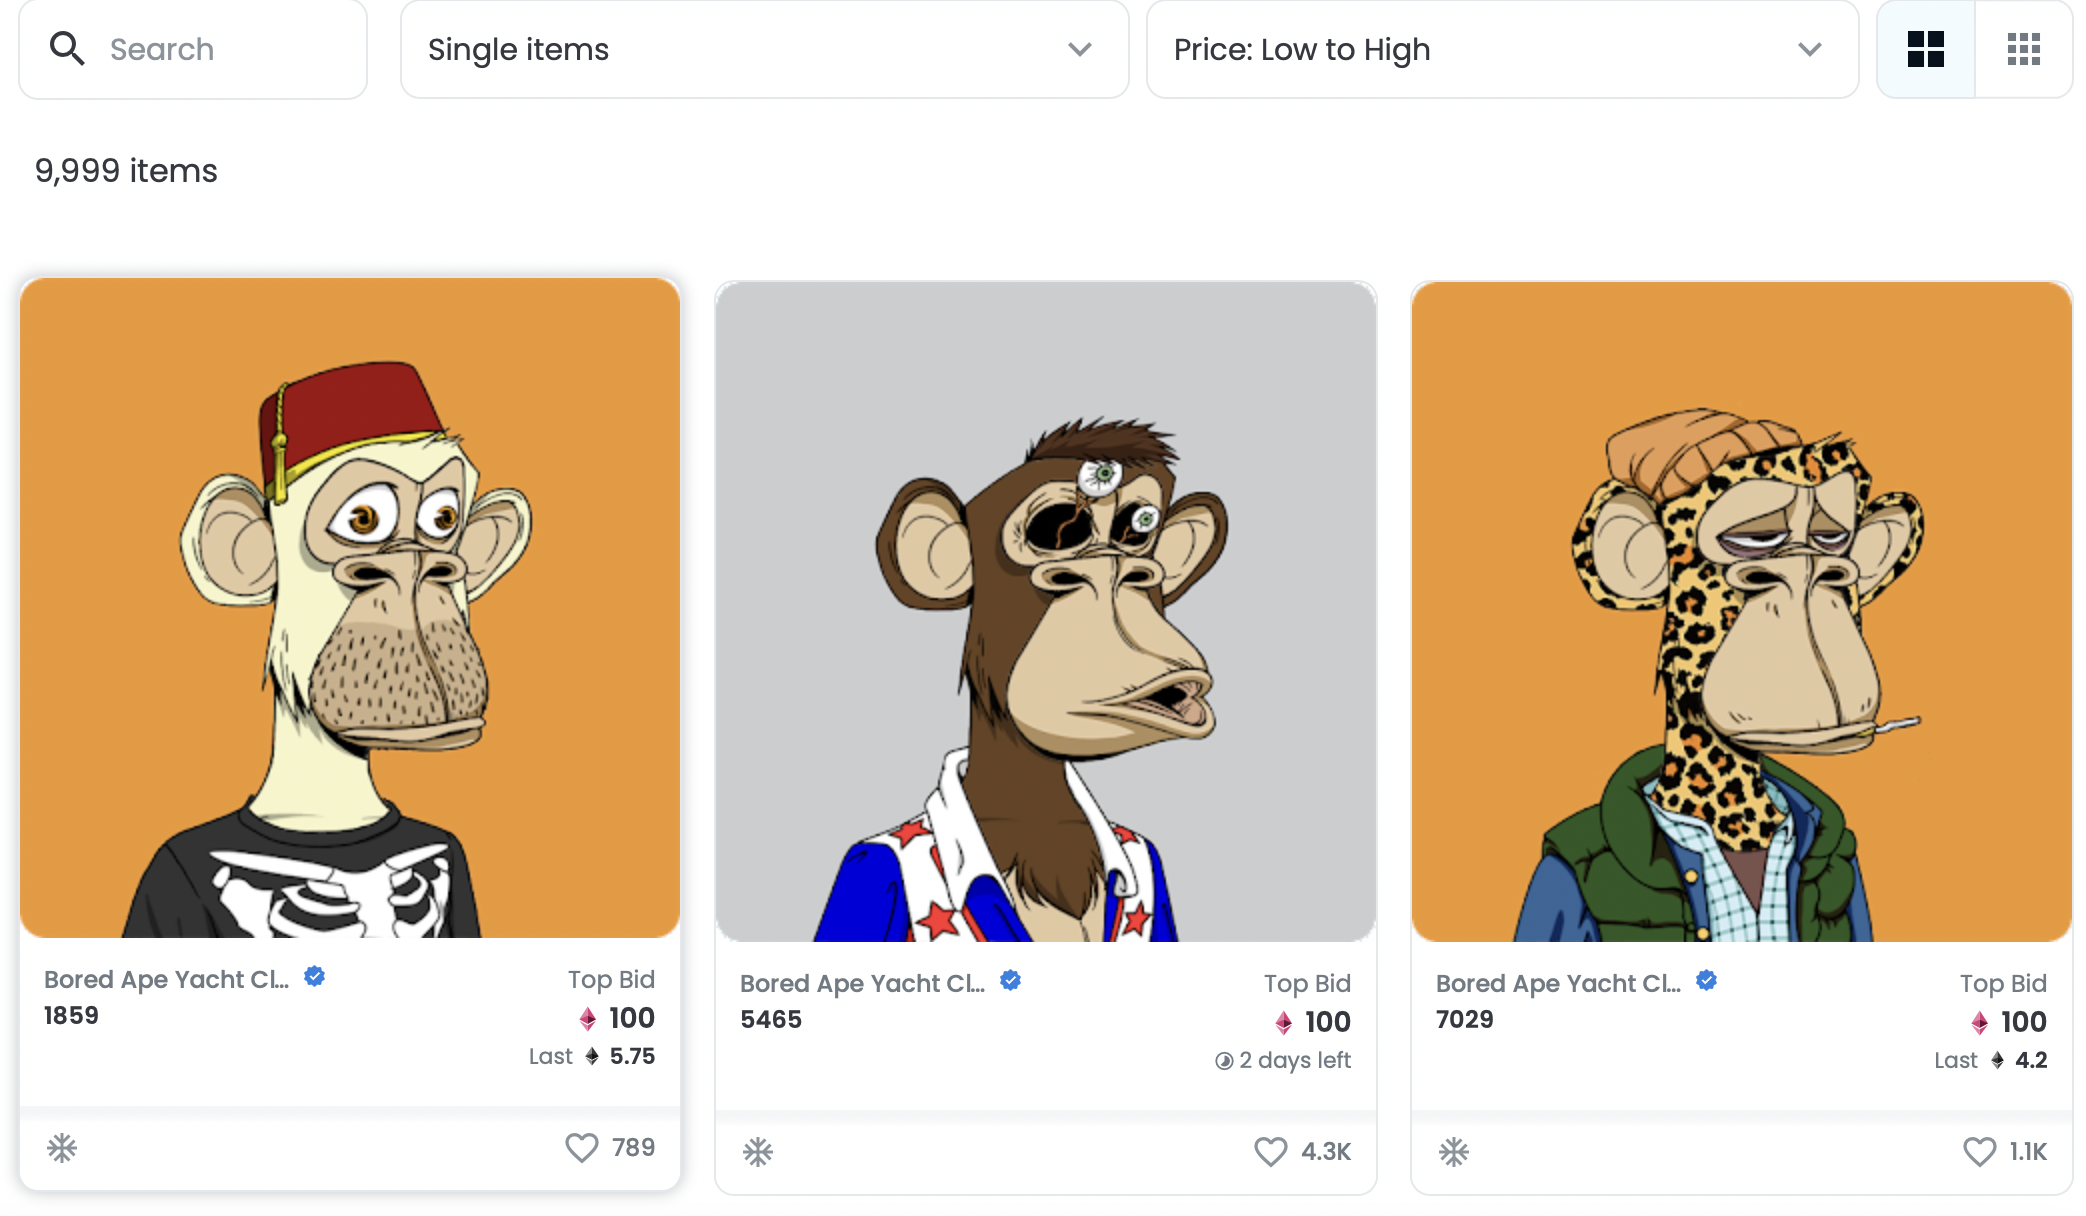 Search
Single items
Price: Low to High
9,999 items
Bored Ape Yacht Cl...
Top Bid
1859
100
Last 5.75
789
Bored Ape Yacht Cl...
Top Bid
5465
100
2 days left
4.3K
Bored Ape Yacht Cl...
Top Bid
7029
100
Last 4.2
1.1K